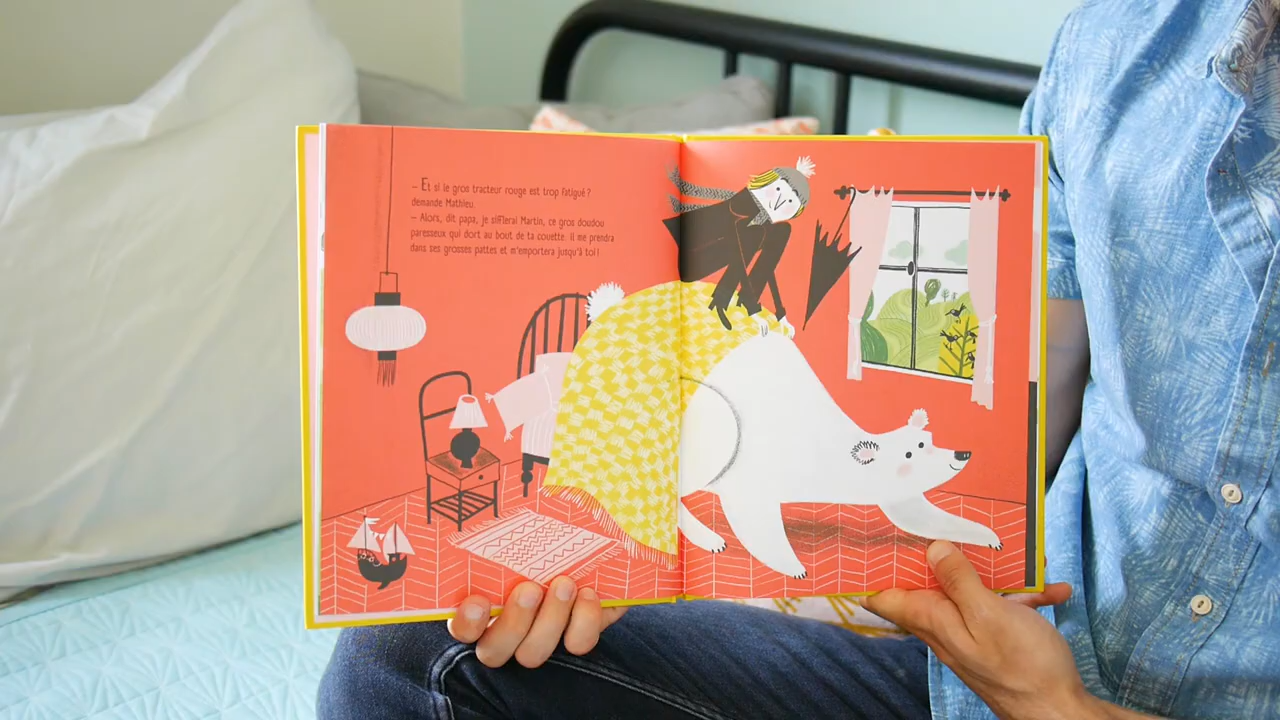 – Et si le gros tracteur rouge est trop fatigué ?
demande Mathieu.
– Alors, dit papa, je sifflerai Martin, ce gros doudou
paresseux qui dort au bout de ta couette. Il me prendra
dans ses grosses pattes et m'emportera jusqu'à toi !